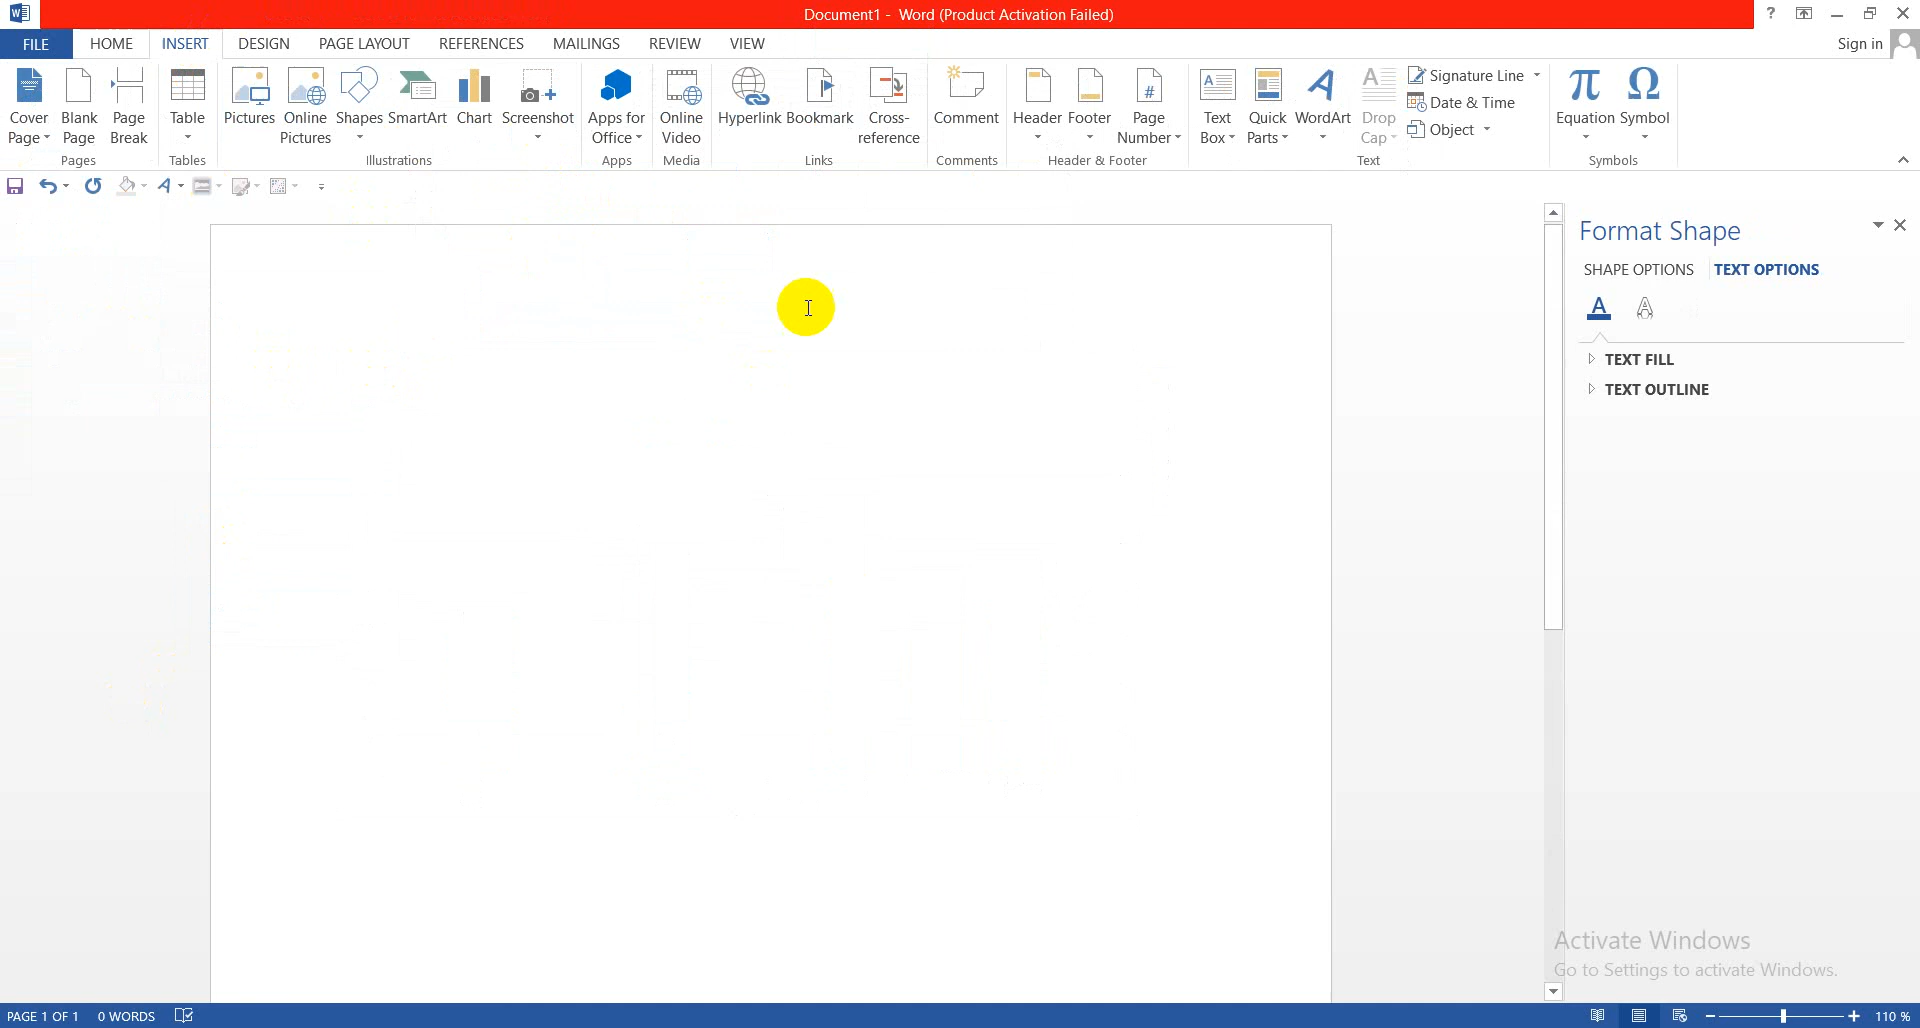 Document1 - Word (Product Activation Failed)
?
FILE HOME INSERT DESIGN PAGE LAYOUT REFERENCES MAILINGS REVIEW VIEW Sign in
Cover Page
Blank Page
Page Break
Pages
Table
Tables
Pictures
Online Pictures
Shapes
SmartArt
Chart
Screenshot
Illustrations
Apps for Office
Apps
Online Video
Media
Hyperlink
Bookmark
Cross-reference
Links
Comment
Comments
Header
Footer
Page Number
Header & Footer
Text Box
Quick Parts
WordArt
Drop Cap
Signature Line
Date & Time
Object
Text
π Equation
Ω Symbol
Symbols
Format Shape
SHAPE OPTIONS TEXT OPTIONS
TEXT FILL
TEXT OUTLINE
Activate Windows
Go to Settings to activate Windows.
PAGE 1 OF 1 0 WORDS 110 %